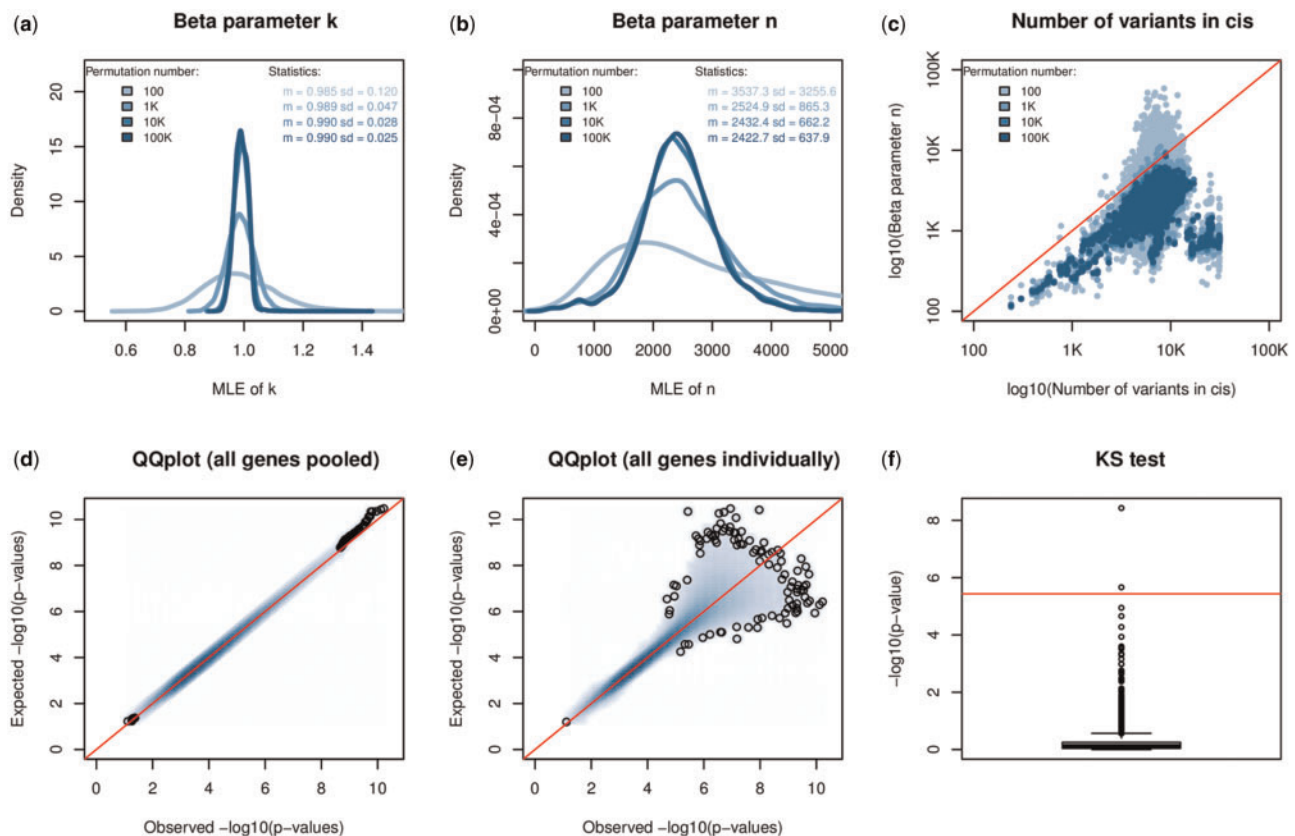 (a) Beta parameter k
Permutation number: Statistics:
100 m = 0.985 sd = 0.120
1K m = 0.989 sd = 0.047
10K m = 0.990 sd = 0.028
100K m = 0.990 sd = 0.025
Density
20
15
10
5
0
0.6 0.8 1.0 1.2 1.4
MLE of k
(b) Beta parameter n
Permutation number: Statistics:
100 m = 3537.3 sd = 3255.6
1K m = 2524.9 sd = 865.3
10K m = 2432.4 sd = 662.2
100K m = 2422.7 sd = 637.9
Density
8e-04
4e-04
0e+00
0 1000 2000 3000 4000 5000
MLE of n
(c) Number of variants in cis
Permutation number:
100
1K
10K
100K
log10(Beta parameter n)
100K
10K
1K
100
100 1K 10K 100K
log10(Number of variants in cis)
(d) QQplot (all genes pooled)
Expected -log10(p-values)
10
8
6
4
2
0
0 2 4 6 8 10
Observed -log10(p-values)
(e) QQplot (all genes individually)
Expected -log10(p-values)
10
8
6
4
2
0
0 2 4 6 8 10
Observed -log10(p-values)
(f) KS test
-log10(p-value)
8
6
4
2
0